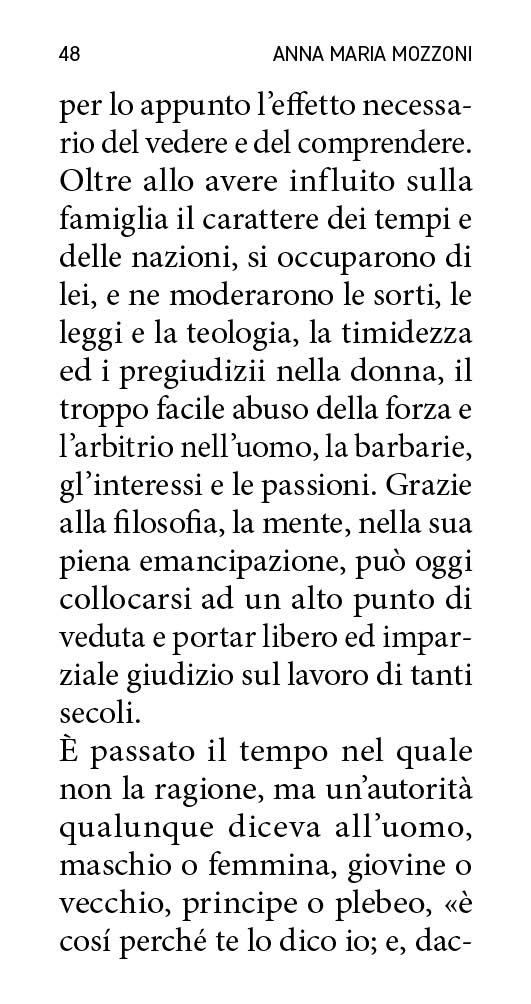 48
ANNA MARIA MOZZONI
per lo appunto l’effetto necessa-
rio del vedere e del comprendere.
Oltre allo avere influito sulla
famiglia il carattere dei tempi e
delle nazioni, si occuparono di
lei, e ne moderarono le sorti, le
leggi e la teologia, la timidezza
ed i pregiudizii nella donna, il
troppo facile abuso della forza e
l’arbitrio nell’uomo, la barbarie,
gl’interessi e le passioni. Grazie
alla filosofia, la mente, nella sua
piena emancipazione, può oggi
collocarsi ad un alto punto di
veduta e portar libero ed impar-
ziale giudizio sul lavoro di tanti
secoli.
È passato il tempo nel quale
non la ragione, ma un’autorità
qualunque diceva all’uomo,
maschio o femmina, giovine o
vecchio, principe o plebeo, «è
cosí perché te lo dico io; e, dac-